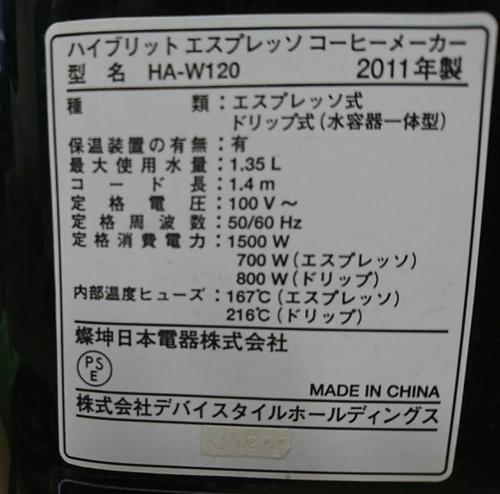 ハイブリット エスプレッソ コーヒーメーカー
型 名 HA-W120 2011年製
種 類：エスプレッソ式
ドリップ式（水容器一体型）
保温装置の有無：有
最大使用水量：1.35 L
コード長：1.4 m
定格電圧：100 V～
定格周波数：50/60 Hz
定格消費電力：1500 W
700 W（エスプレッソ）
800 W（ドリップ）
内部温度ヒューズ：167℃（エスプレッソ）
216℃（ドリップ）
燦坤日本電器株式会社
PS
E
MADE IN CHINA
株式会社デバイスタイルホールディングス